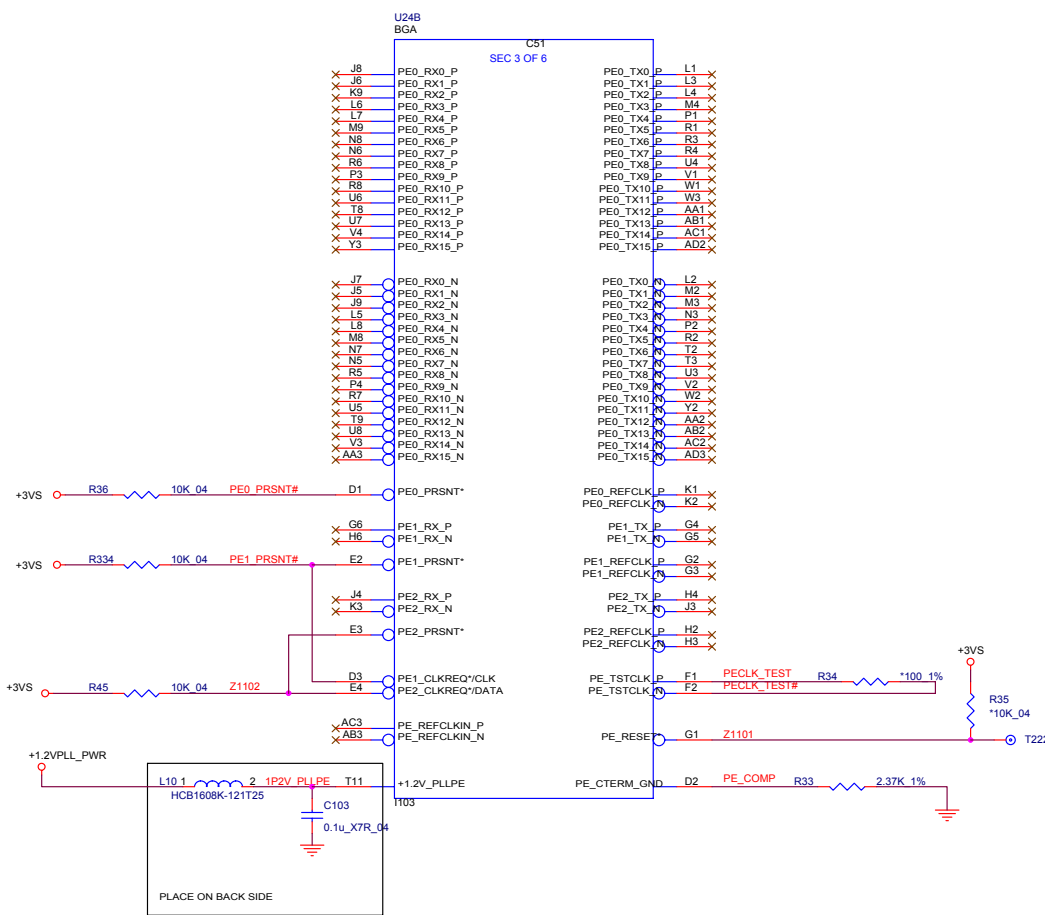 U24B
BGA
C51
SEC 3 OF 6
J8 PE0_RX0_P PE0_TX0_P L1
J6 PE0_RX1_P PE0_TX1_P L3
K9 PE0_RX2_P PE0_TX2_P L4
L6 PE0_RX3_P PE0_TX3_P M4
L7 PE0_RX4_P PE0_TX4_P P1
M9 PE0_RX5_P PE0_TX5_P R1
N8 PE0_RX6_P PE0_TX6_P R3
N6 PE0_RX7_P PE0_TX7_P R4
R6 PE0_RX8_P PE0_TX8_P U4
P3 PE0_RX9_P PE0_TX9_P V1
R8 PE0_RX10_P PE0_TX10_P W1
U6 PE0_RX11_P PE0_TX11_P W3
T8 PE0_RX12_P PE0_TX12_P AA1
U7 PE0_RX13_P PE0_TX13_P AB1
V4 PE0_RX14_P PE0_TX14_P AC1
Y3 PE0_RX15_P PE0_TX15_P AD2
J7 PE0_RX0_N PE0_TX0_N L2
J5 PE0_RX1_N PE0_TX1_N M2
J9 PE0_RX2_N PE0_TX2_N M3
L5 PE0_RX3_N PE0_TX3_N N3
L8 PE0_RX4_N PE0_TX4_N P2
M8 PE0_RX5_N PE0_TX5_N R2
N7 PE0_RX6_N PE0_TX6_N T2
N5 PE0_RX7_N PE0_TX7_N T3
R5 PE0_RX8_N PE0_TX8_N U3
P4 PE0_RX9_N PE0_TX9_N V2
R7 PE0_RX10_N PE0_TX10_N W2
U5 PE0_RX11_N PE0_TX11_N Y2
T9 PE0_RX12_N PE0_TX12_N AA2
U8 PE0_RX13_N PE0_TX13_N AB2
V3 PE0_RX14_N PE0_TX14_N AC2
AA3 PE0_RX15_N PE0_TX15_N AD3
+3VS R36 10K_04 PE0_PRSNT# D1 PE0_PRSNT* PE0_REFCLK_P K1
PE0_REFCLK_N K2
G6 PE1_RX_P PE1_TX_P G4
H6 PE1_RX_N PE1_TX_N G5
+3VS R334 10K_04 PE1_PRSNT# E2 PE1_PRSNT* PE1_REFCLK_P G2
PE1_REFCLK_N G3
J4 PE2_RX_P PE2_TX_P H4
K3 PE2_RX_N PE2_TX_N J3
E3 PE2_PRSNT* PE2_REFCLK_P H2
PE2_REFCLK_N H3
+3VS
D3 PE1_CLKREQ*/CLK PE_TSTCLK_P F1 PECLK_TEST R34 *100_1%
+3VS R45 10K_04 Z1102 E4 PE2_CLKREQ*/DATA PE_TSTCLK_N F2 PECLK_TEST#
R35
*10K_04
AC3 PE_REFCLKIN_P
AB3 PE_REFCLKIN_N PE_RESET* G1 Z1101 T222
+1.2VPLL_PWR
L10 1 2 1P2V_PLLPE T11 +1.2V_PLLPE PE_CTERM_GND D2 PE_COMP R33 2.37K_1%
HCB1608K-121T25
I103
C103
0.1u_X7R_04
PLACE ON BACK SIDE